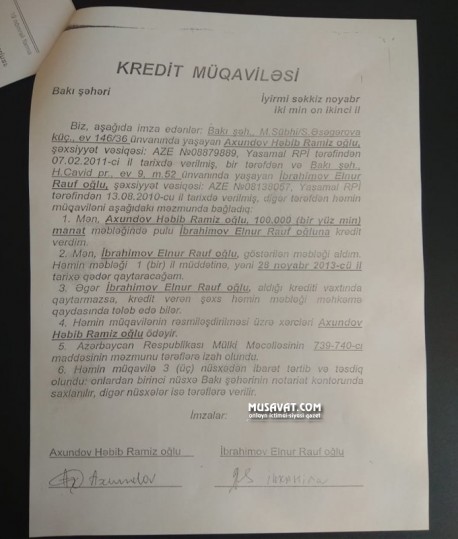 KREDİT MÜQAVİLƏSİ
Bakı şəhəri
İyirmi səkkiz noyabr
İki min on ikinci il
Biz, aşağıda imza edənlər: Bakı şəh., M.Sübhi/S.Əsgərova
küç., ev 146/36 ünvanında yaşayan Axundov Həbib Ramiz oğlu,
şəxsiyyət vəsiqəsi: AZE №08879889, Yasamal RPİ tərəfindən
07.02.2011-ci il tarixdə verilmiş, bir tərəfdən və Bakı şəh.,
H.Cavid pr., ev 9, m.52 ünvanında yaşayan İbrahimov Elnur
Rauf oğlu, şəxsiyyət vəsiqəsi: AZE Yasamal RPİ
tərəfindən 13.08.2010-cu il tarixdə verilmiş, digər tərəfdən həmin
müqaviləni aşağıdakı məzmunda bağladıq:
1. Mən, Axundov Həbib Ramiz oğlu, 100.000 (bir yüz min)
manat məbləğində pulu İbrahimov Elnur Rauf oğluna kredit
verdim.
2. Mən, İbrahimov Elnur Rauf oğlu, göstərilən məbləği aldım.
Həmin məbləği 1 (bir) il müddətinə, yəni 28 noyabr 2013-cü il
tarixə qədər qaytaracağam.
3. Əgər İbrahimov Elnur Rauf oğlu, aldığı krediti vaxtında
qaytarmazsa, kredit verən şəxs həmin məbləği məhkəmə
qaydasında tələb edə bilər.
4. Həmin müqavilənin rəsmiləşdirilməsi üzrə xərcləri Axundov
Həbib Ramiz oğlu ödəyir.
5. Azərbaycan Respublikası Mülki Məcəlləsinin 739-740-cı
maddəsinin məzmunu tərəflərə izah olundu.
6. Həmin müqavilə 3 (üç) nüsxədən ibarət tərtib və təsdiq
olundu; onlardan birinci nüsxə Bakı şəhərinin notariat kontorunda
saxlanılır, digər nüsxələr isə tərəflərə verilir.
İmzalar:
MUSAVAT.COM
onlayn ictimai-siyasi qəzet
Axundov Həbib Ramiz oğlu İbrahimov Elnur Rauf oğlu
Axundov